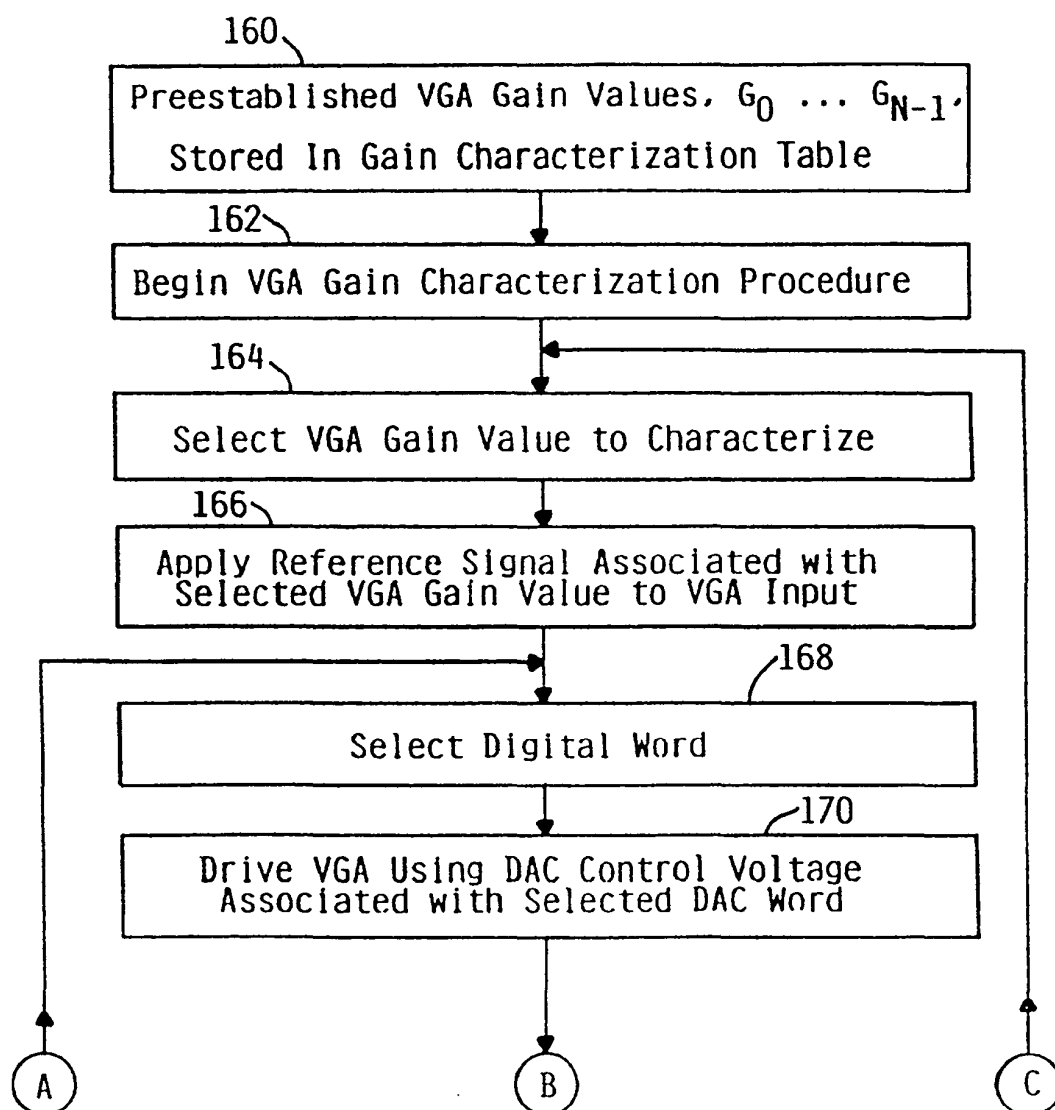 160
Preestablished VGA Gain Values, G0 ... GN-1,
Stored In Gain Characterization Table
162
Begin VGA Gain Characterization Procedure
164
Select VGA Gain Value to Characterize
166
Apply Reference Signal Associated with
Selected VGA Gain Value to VGA Input
168
Select Digital Word
170
Drive VGA Using DAC Control Voltage
Associated with Selected DAC Word
A
B
C